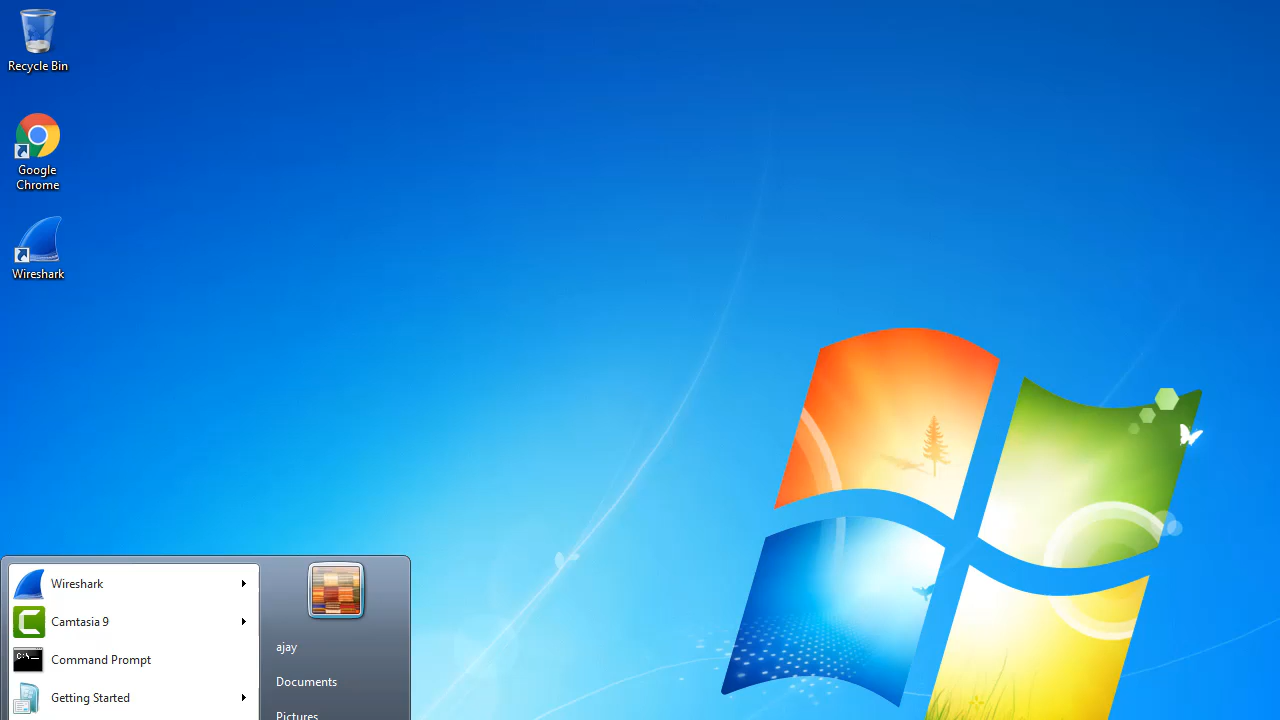 Recycle Bin
Google
Chrome
Wireshark
Wireshark
Camtasia 9
C:\
Command Prompt
Getting Started
ajay
Documents
Pictures